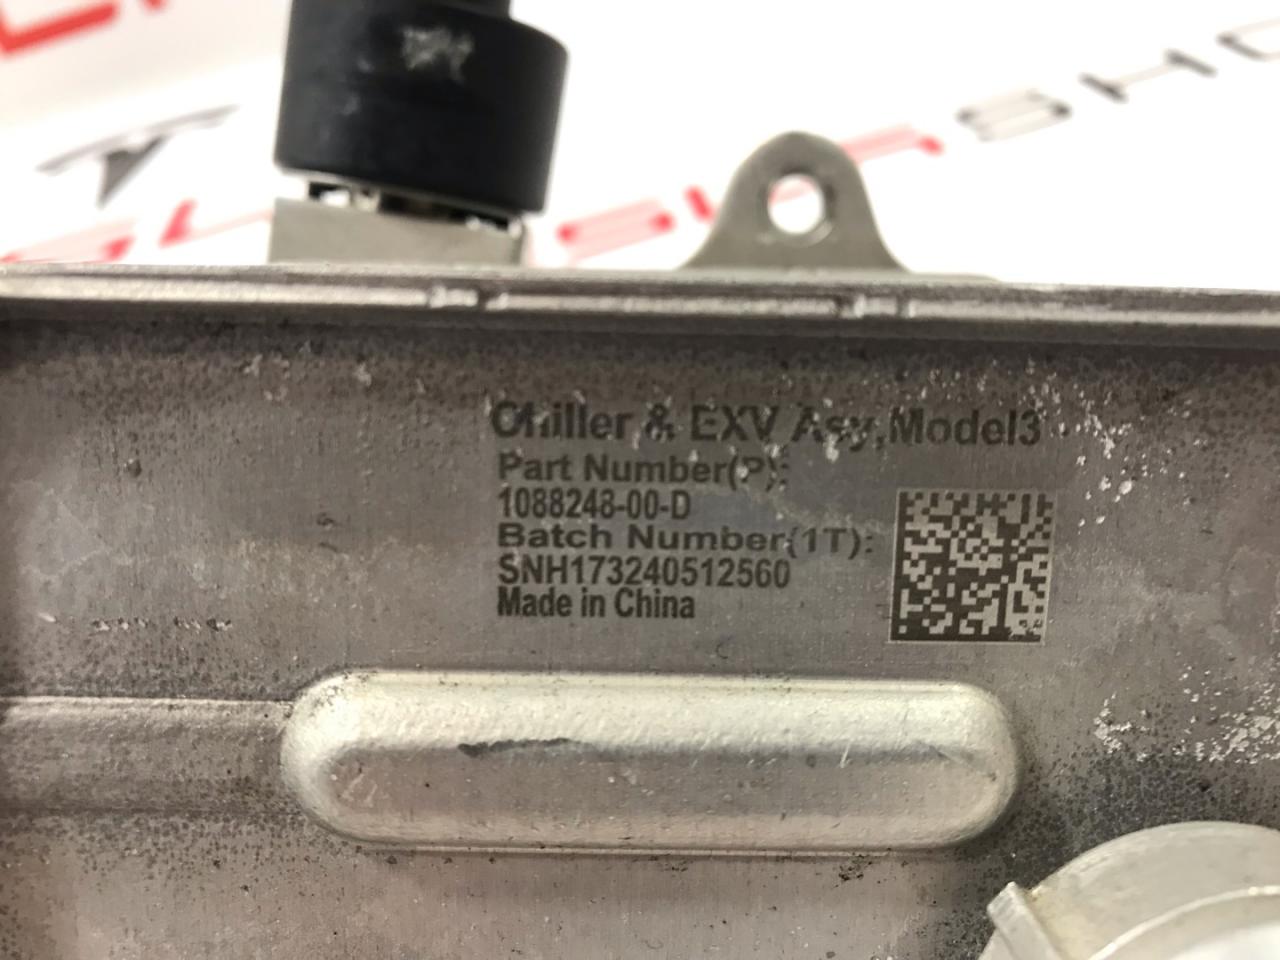 Chiller & EXV Asy,Model3
Part Number(P):
1088248-00-D
Batch Number(1T):
SNH173240512560
Made in China